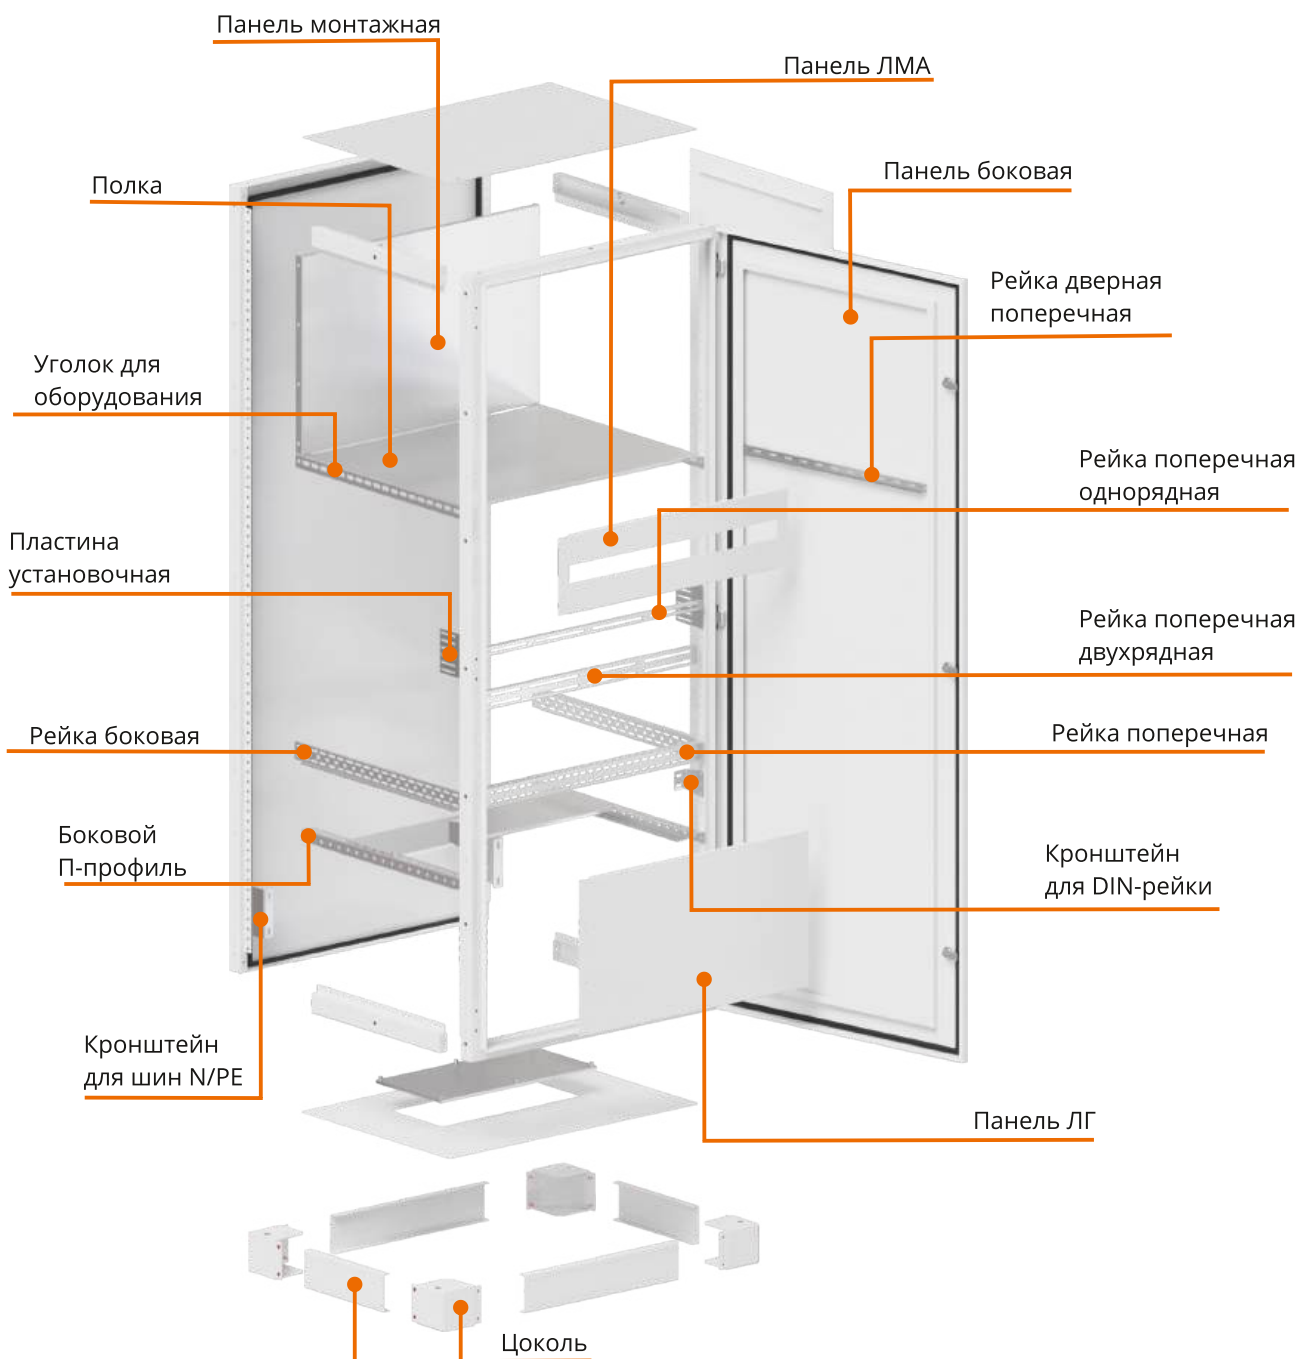 Панель монтажная
Панель ЛМА
Панель боковая
Полка
Рейка дверная
поперечная
Уголок для
оборудования
Рейка поперечная
однорядная
Пластина
установочная
Рейка поперечная
двухрядная
Рейка боковая
Рейка поперечная
Боковой
П-профиль
Кронштейн
для DIN-рейки
Кронштейн
для шин N/PE
Панель ЛГ
Цоколь